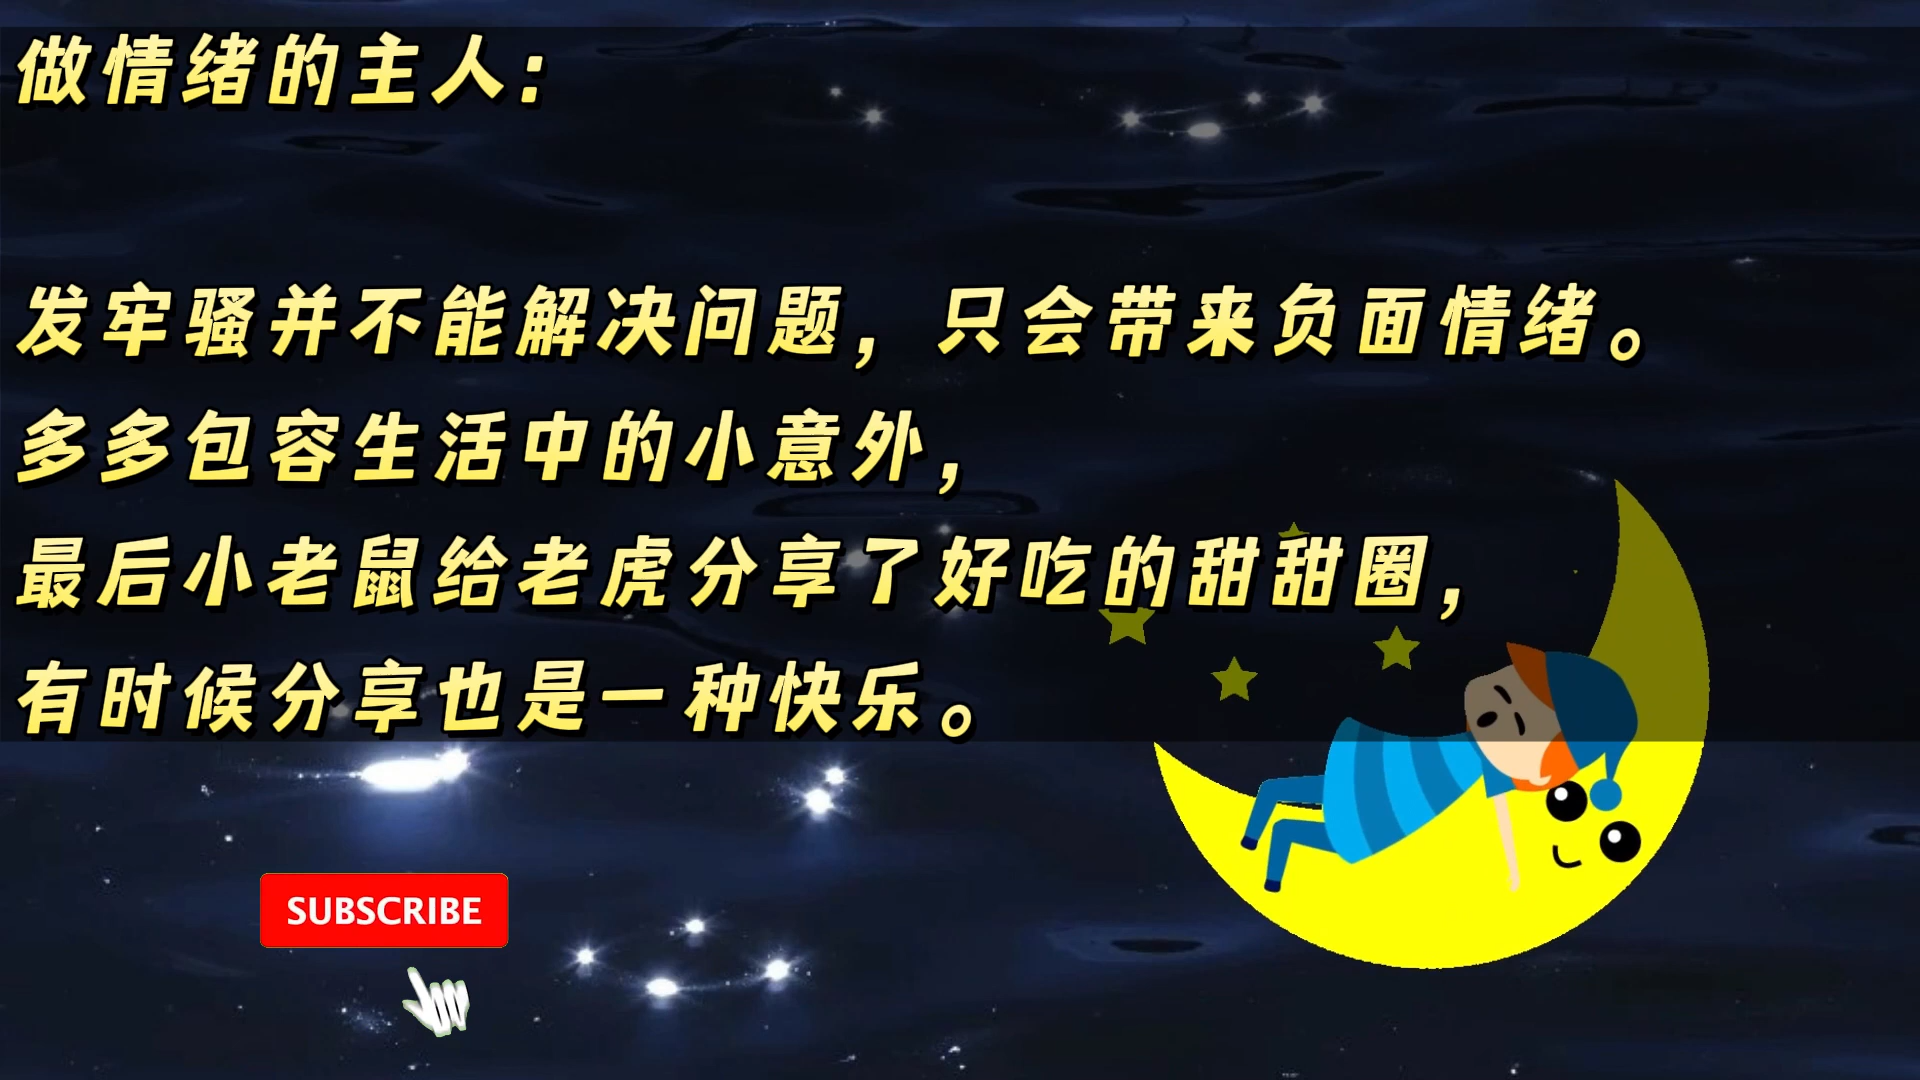 做情绪的主人：
发牢骚并不能解决问题，只会带来负面情绪。
多多包容生活中的小意外，
最后小老鼠给老虎分享了好吃的甜甜圈，
有时候分享也是一种快乐。
SUBSCRIBE